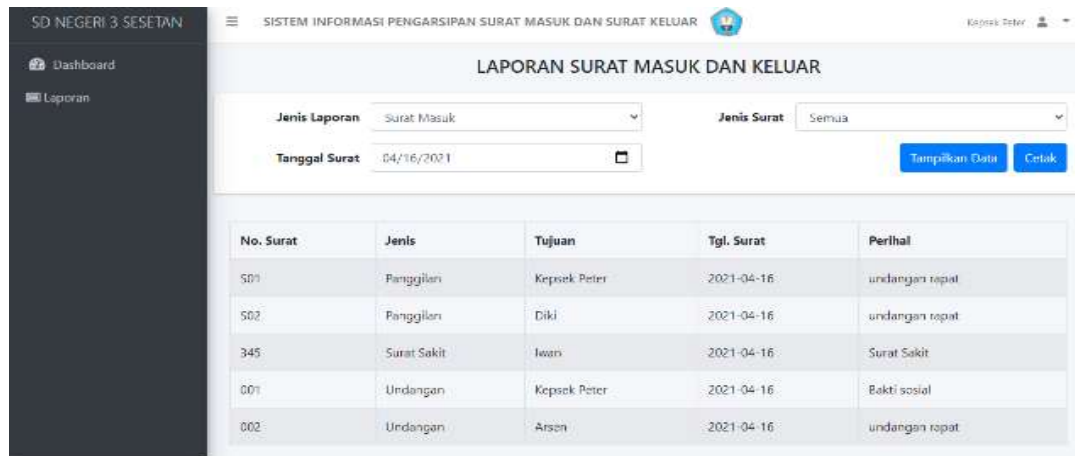 SD NEGERI 3 SESETAN
SISTEM INFORMASI PENGARSIPAN SURAT MASUK DAN SURAT KELUAR
Kepsek Peter
Dashboard
Laporan
LAPORAN SURAT MASUK DAN KELUAR
Jenis Laporan Surat Masuk Jenis Surat Semua
Tanggal Surat 04/16/2021 Tampilkan Data Cetak
No. Surat Jenis Tujuan Tgl. Surat Perihal
S01 Panggilan Kepsek Peter 2021-04-16 undangan rapat
S02 Panggilan Diki 2021-04-16 undangan rapat
345 Surat Sakit Iwan 2021-04-16 Surat Sakit
001 Undangan Kepsek Peter 2021-04-16 Bakti sosial
002 Undangan Arsen 2021-04-16 undangan rapat